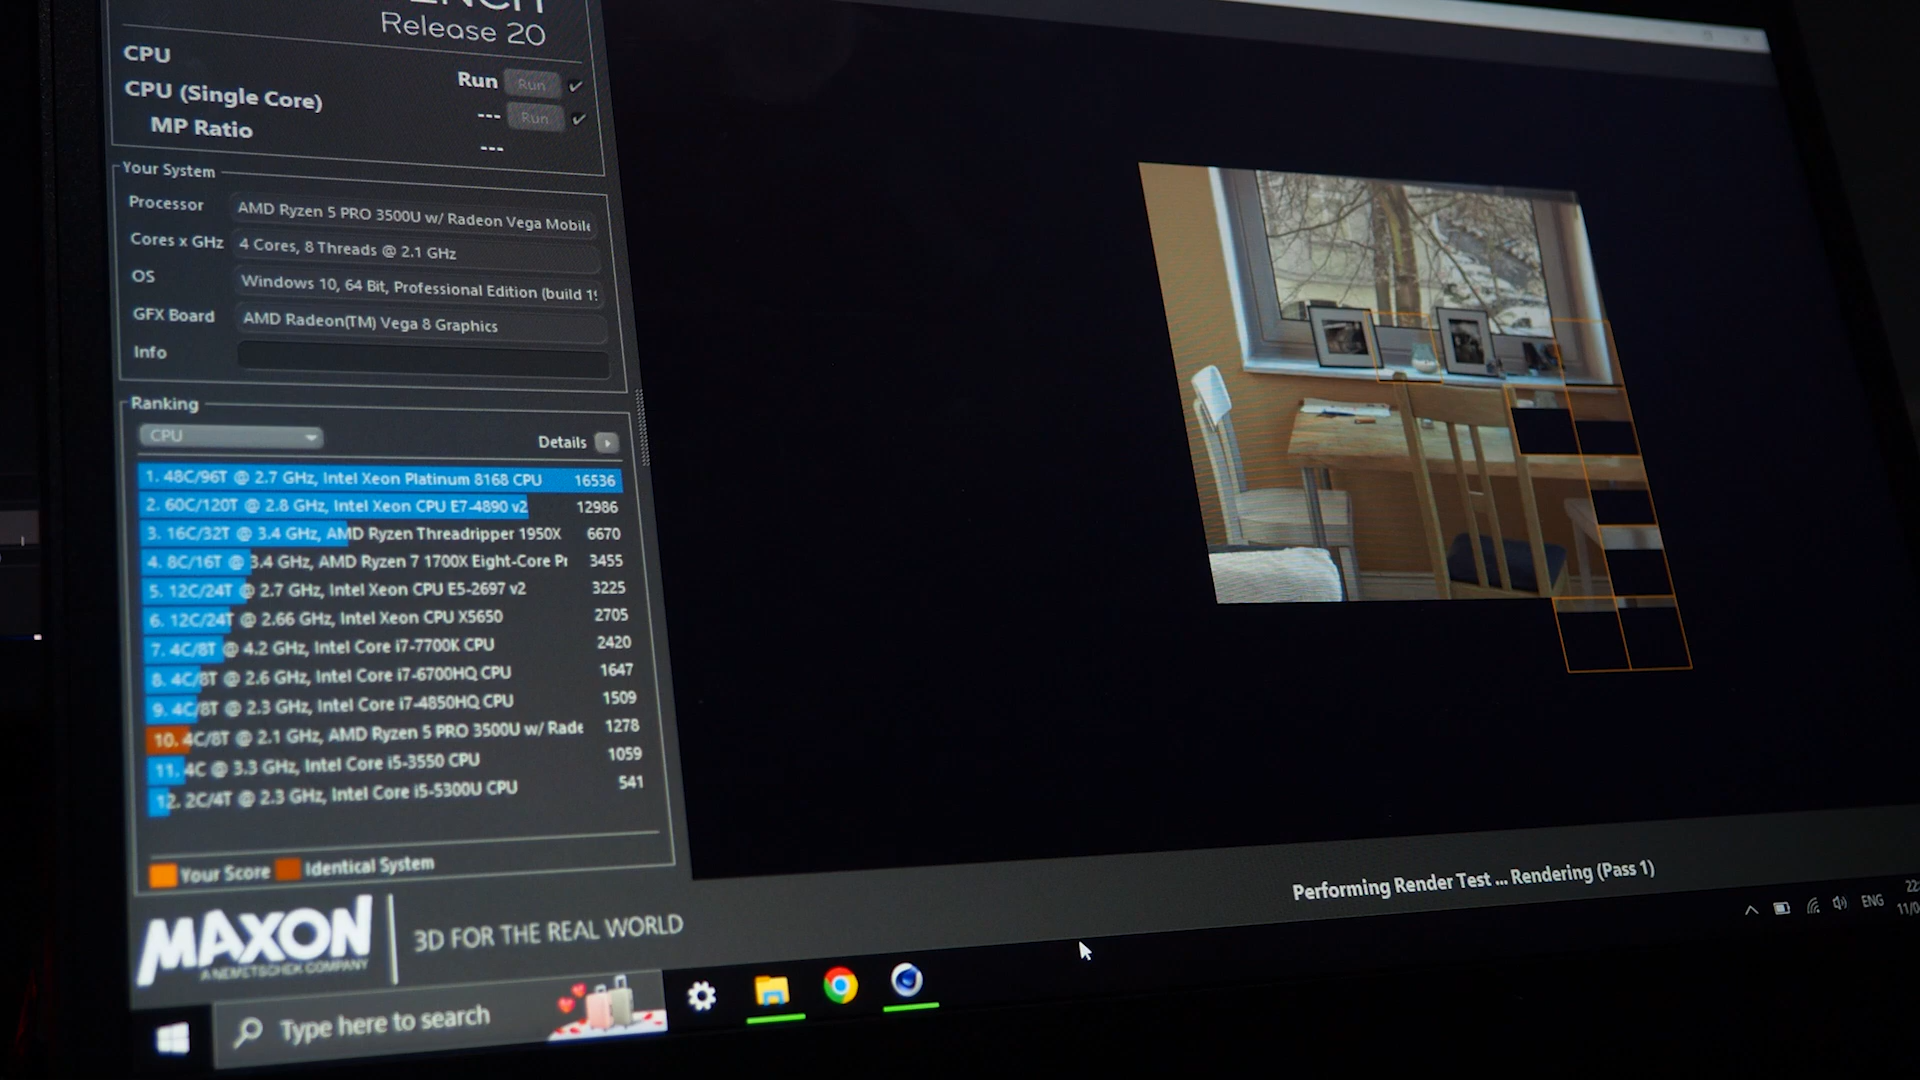 Release 20
CPU Run Run
CPU (Single Core) --- Run
MP Ratio ---
Your System
Processor AMD Ryzen 5 PRO 3500U w/ Radeon Vega Mobile
Cores x GHz 4 Cores, 8 Threads @ 2.1 GHz
OS Windows 10, 64 Bit, Professional Edition (build 19
GFX Board AMD Radeon(TM) Vega 8 Graphics
Info
Ranking
CPU Details
1. 48C/96T @ 2.7 GHz, Intel Xeon Platinum 8168 CPU 16536
2. 60C/120T @ 2.8 GHz, Intel Xeon CPU E7-4890 v2 12986
3. 16C/32T @ 3.4 GHz, AMD Ryzen Threadripper 1950X 6670
4. 8C/16T @ 3.4 GHz, AMD Ryzen 7 1700X Eight-Core Pr 3455
5. 12C/24T @ 2.7 GHz, Intel Xeon CPU E5-2697 v2 3225
6. 12C/24T @ 2.66 GHz, Intel Xeon CPU X5650 2705
7. 4C/8T @ 4.2 GHz, Intel Core i7-7700K CPU 2420
8. 4C/8T @ 2.6 GHz, Intel Core i7-6700HQ CPU 1647
9. 4C/8T @ 2.3 GHz, Intel Core i7-4850HQ CPU 1509
10. 4C/8T @ 2.1 GHz, AMD Ryzen 5 PRO 3500U w/ Rade 1278
11. 4C @ 3.3 GHz, Intel Core i5-3550 CPU 1059
12. 2C/4T @ 2.3 GHz, Intel Core i5-5300U CPU 541
Your Score Identical System
Performing Render Test ... Rendering (Pass 1)
MAXON 3D FOR THE REAL WORLD
A NEMETSCHEK COMPANY
ENG
Type here to search